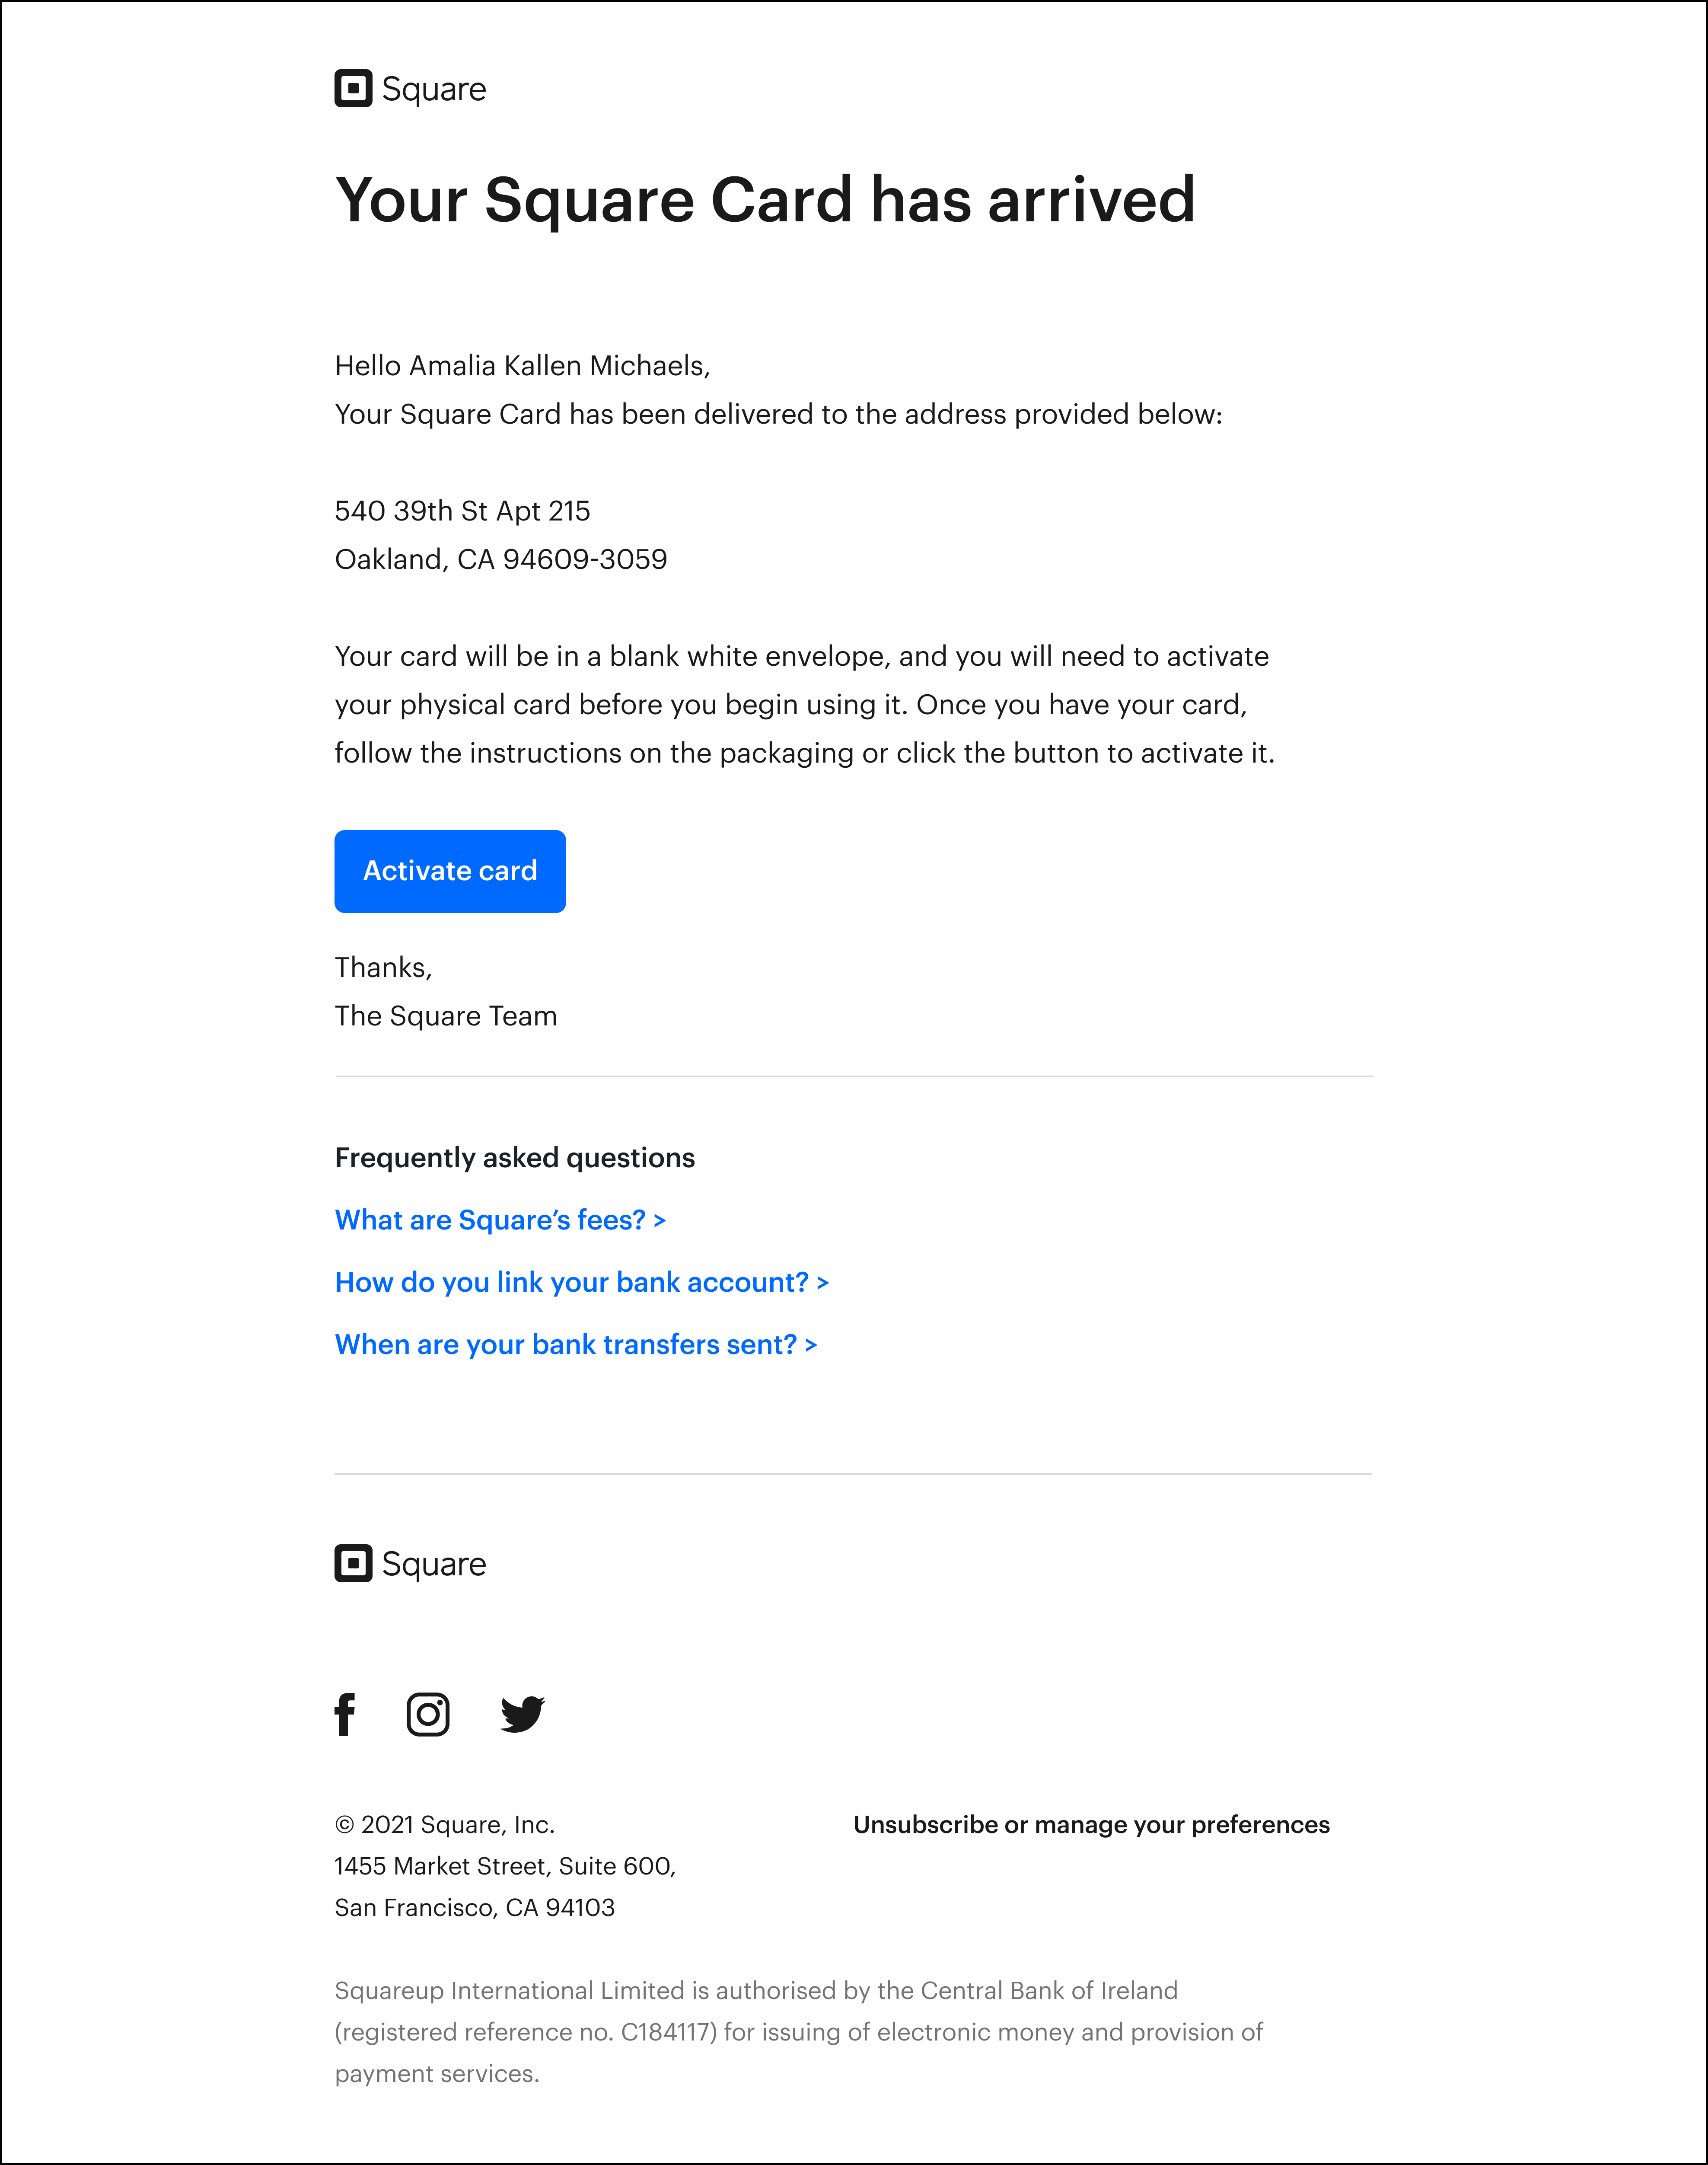 Square
Your Square Card has arrived
Hello Amalia Kallen Michaels,
Your Square Card has been delivered to the address provided below:
540 39th St Apt 215
Oakland, CA 94609-3059
Your card will be in a blank white envelope, and you will need to activate
your physical card before you begin using it. Once you have your card,
follow the instructions on the packaging or click the button to activate it.
Activate card
Thanks,
The Square Team
Frequently asked questions
What are Square’s fees? >
How do you link your bank account? >
When are your bank transfers sent? >
Square
© 2021 Square, Inc.
1455 Market Street, Suite 600,
San Francisco, CA 94103
Unsubscribe or manage your preferences
Squareup International Limited is authorised by the Central Bank of Ireland
(registered reference no. C184117) for issuing of electronic money and provision of
payment services.